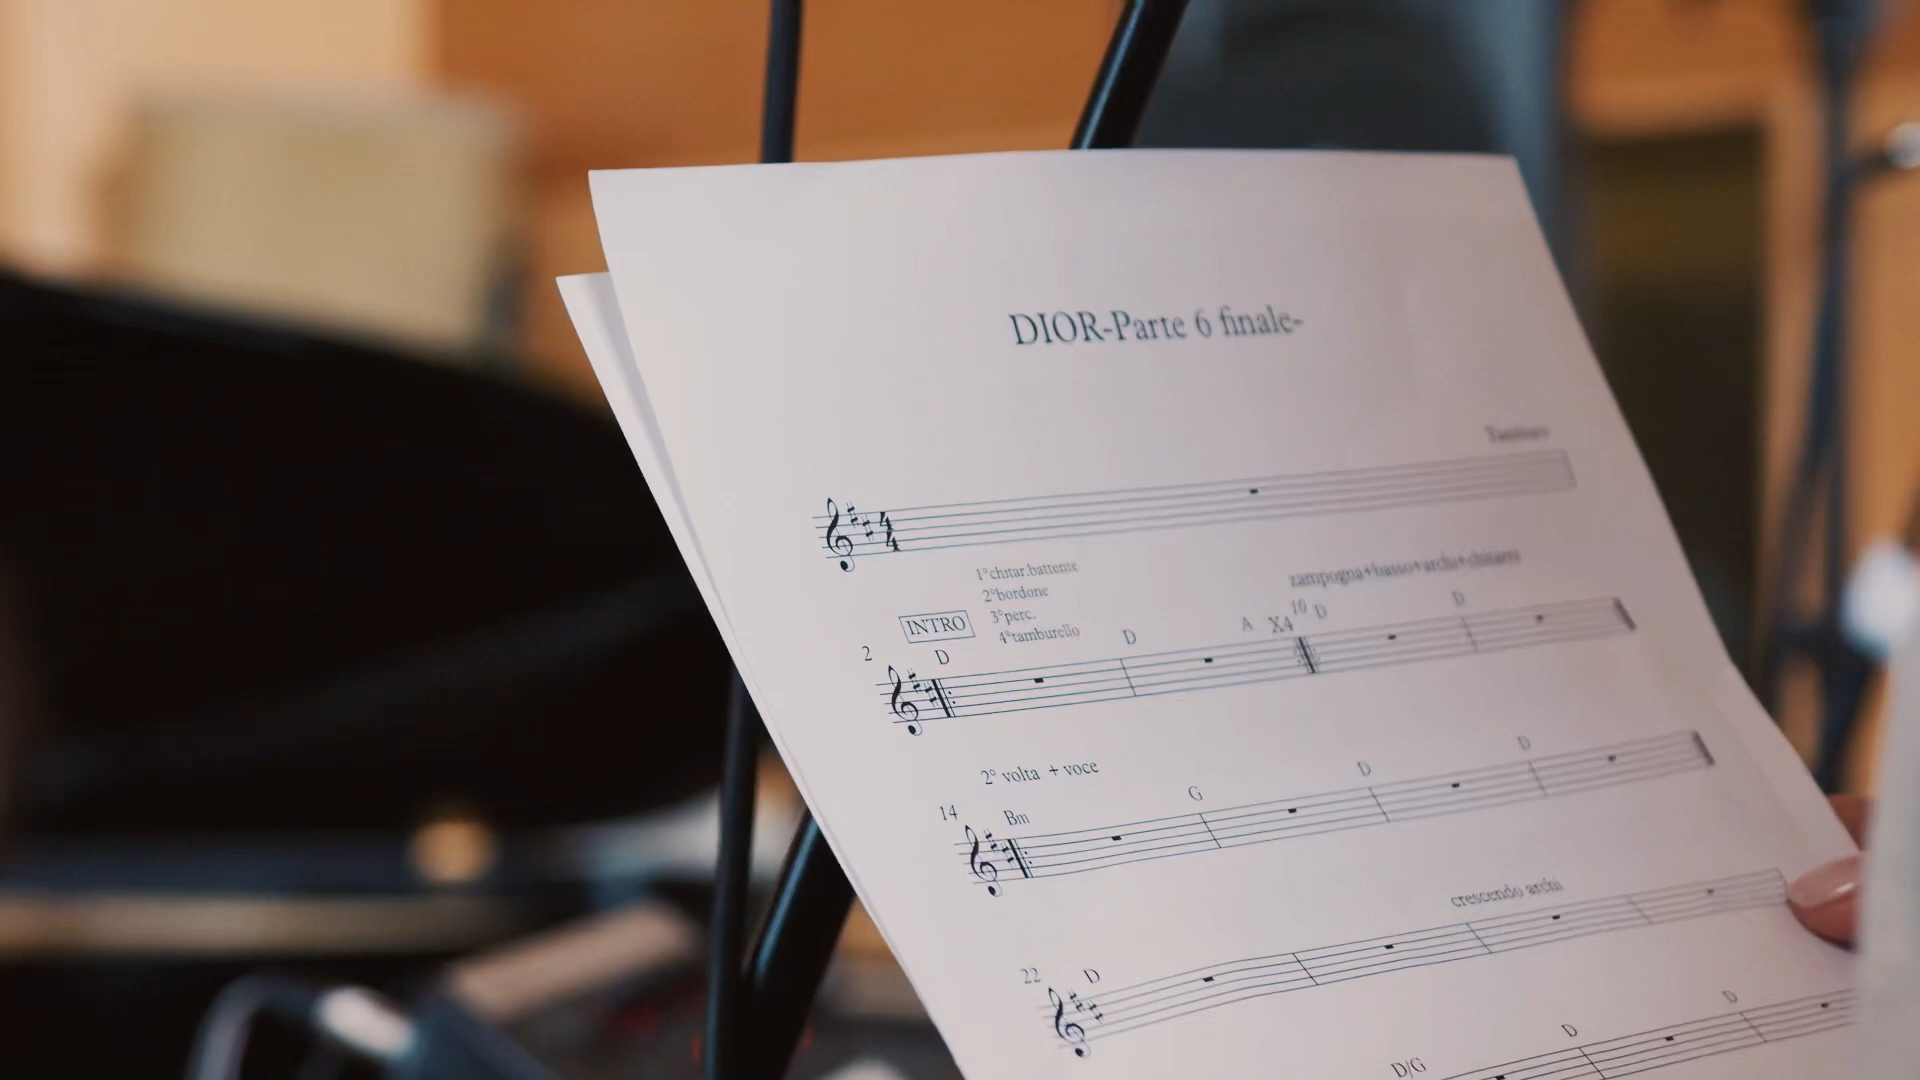 DIOR-Parte 6 finale-
1°chitar.battente
2°bordone
3°perc.
4°tamburello
INTRO
zampogna+basso+archi+chitarre
2 D D A X4 10 D D
2° volta + voce
14 Bm G D D
crescendo archi
22 D
D/G D D